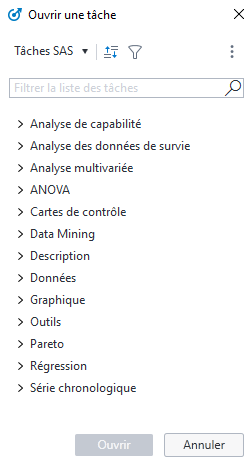 Ouvrir une tâche
Tâches SAS
Filtrer la liste des tâches
Analyse de capabilité
Analyse des données de survie
Analyse multivariée
ANOVA
Cartes de contrôle
Data Mining
Description
Données
Graphique
Outils
Pareto
Régression
Série chronologique
Ouvrir Annuler